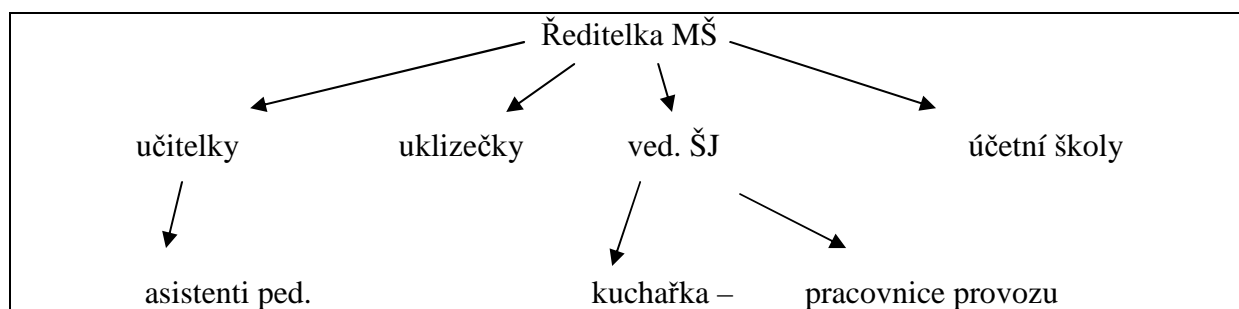 Ředitelka MŠ
učitelky uklizečky ved. ŠJ účetní školy
asistenti ped. kuchařka – pracovnice provozu